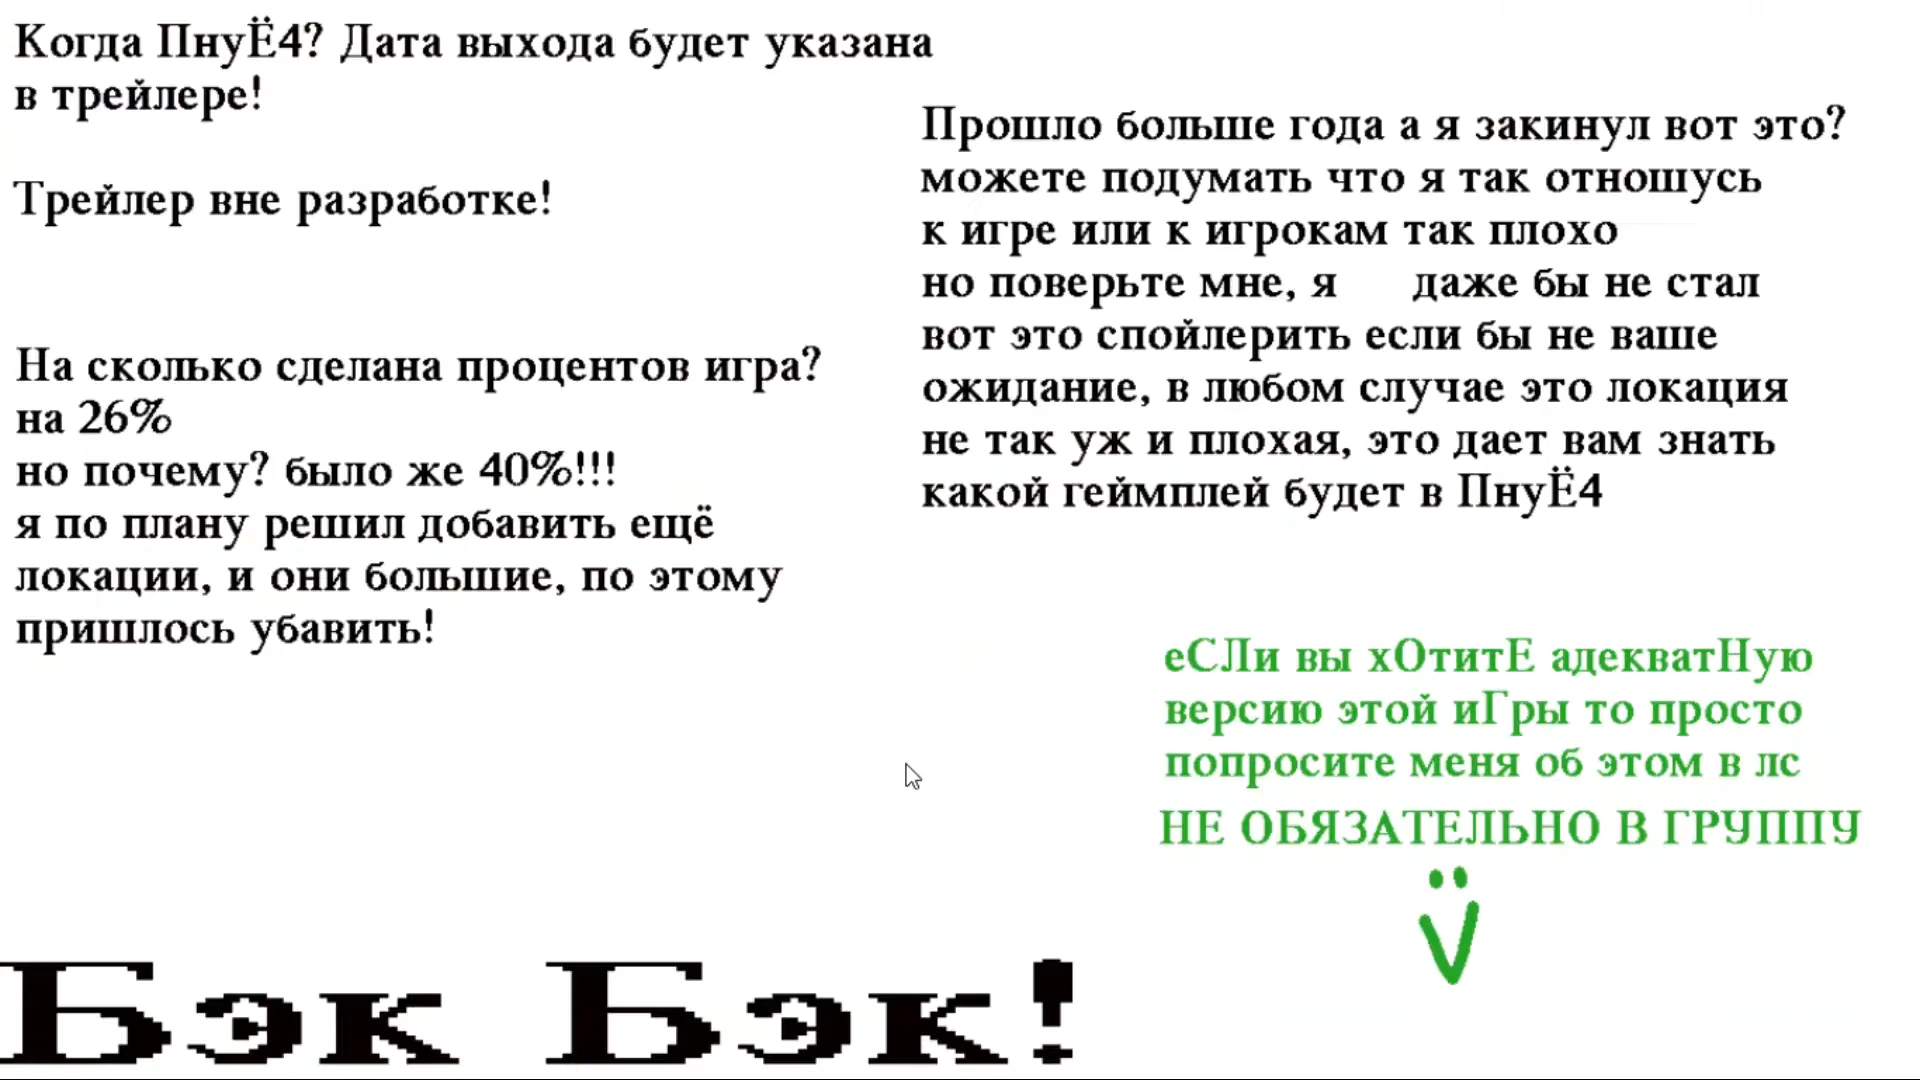 Когда ПнуЁ4? Дата выхода будет указана
в трейлере!
Трейлер вне разработке!
На сколько сделана процентов игра?
на 26%
но почему? было же 40%!!!
я по плану решил добавить ещё
локации, и они большие, по этому
пришлось убавить!
Прошло больше года а я закинул вот это?
можете подумать что я так отношусь
к игре или к игрокам так плохо
но поверьте мне, я даже бы не стал
вот это спойлерить если бы не ваше
ожидание, в любом случае это локация
не так уж и плохая, это дает вам знать
какой геймплей будет в ПнуЁ4
еСЛи вы хОтитЕ адекватНую
версию этой иГры то просто
попросите меня об этом в лс
НЕ ОБЯЗАТЕЛЬНО В ГРУППУ
Бэк Бэк!